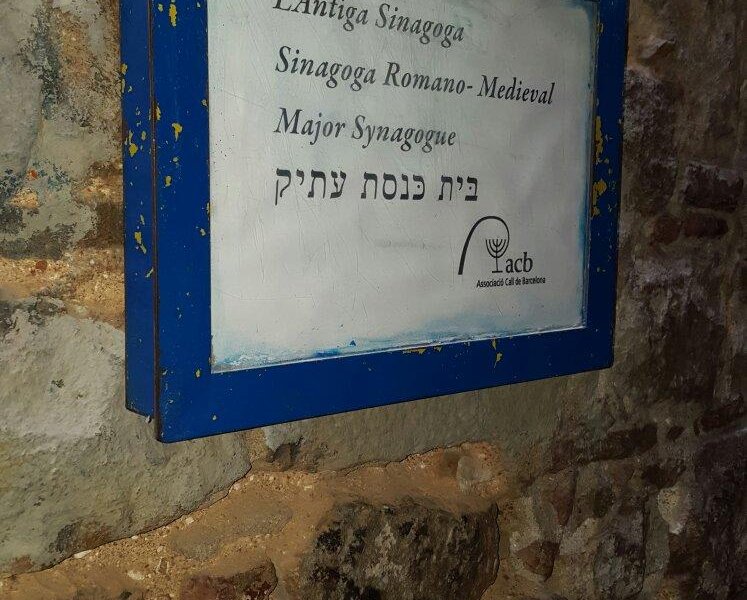 L'Antiga Sinagoga
Sinagoga Romano- Medieval
Major Synagogue
בית כנסת עתיק
acb
Associació Call de Barcelona